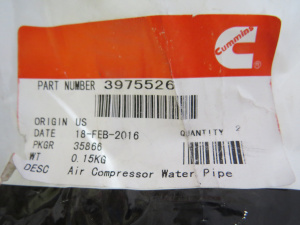 Cummins
PART NUMBER 3975526
ORIGIN US
DATE 18-FEB-2016 QUANTITY 2
PKGR 35866
WT 0.15KG
DESC Air Compressor Water Pipe